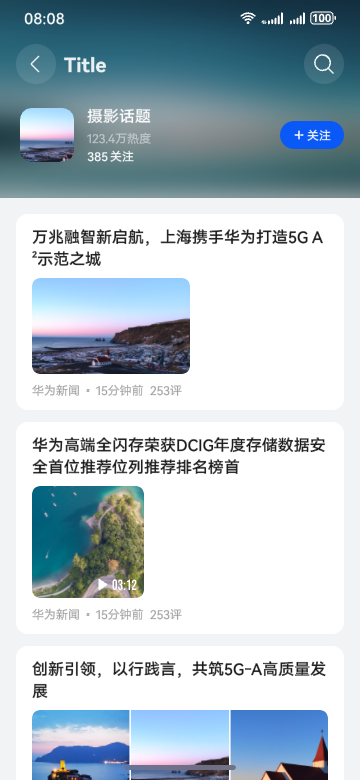 08:08
100
Title
摄影话题
123.4万热度
385 关注
+ 关注
万兆融智新启航，上海携手华为打造5G A
²示范之城
华为新闻 • 15分钟前 253评
华为高端全闪存荣获DCIG年度存储数据安
全首位推荐位列推荐排名榜首
03:12
华为新闻 • 15分钟前 253评
创新引领，以行践言，共筑5G-A高质量发
展